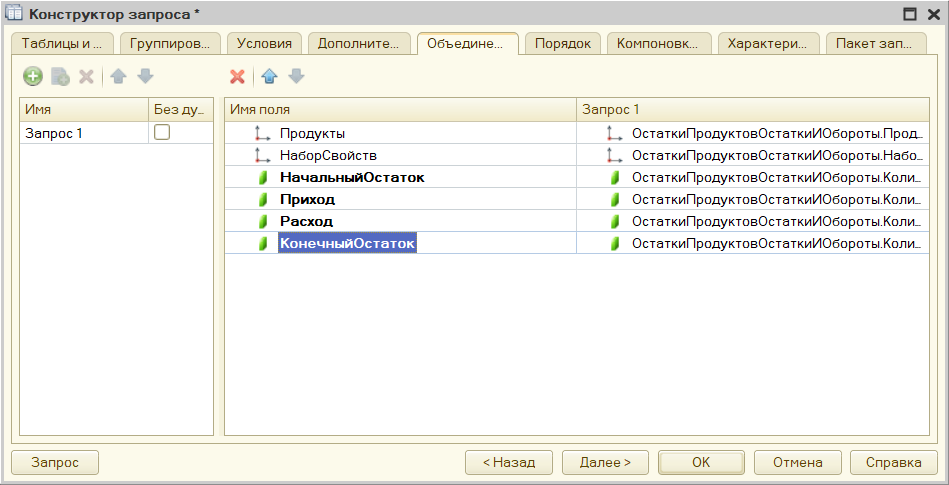 Конструктор запроса *
Таблицы и ... Группиров... Условия Дополните... Объедине... Порядок Компоновк... Характери... Пакет зап...
Имя Без ду...
Запрос 1
Имя поля Запрос 1
Продукты ОстаткиПродуктовОстаткиИОбороты.Прод...
НаборСвойств ОстаткиПродуктовОстаткиИОбороты.Набо...
НачальныйОстаток ОстаткиПродуктовОстаткиИОбороты.Коли...
Приход ОстаткиПродуктовОстаткиИОбороты.Коли...
Расход ОстаткиПродуктовОстаткиИОбороты.Коли...
КонечныйОстаток ОстаткиПродуктовОстаткиИОбороты.Коли...
Запрос < Назад Далее > ОК Отмена Справка